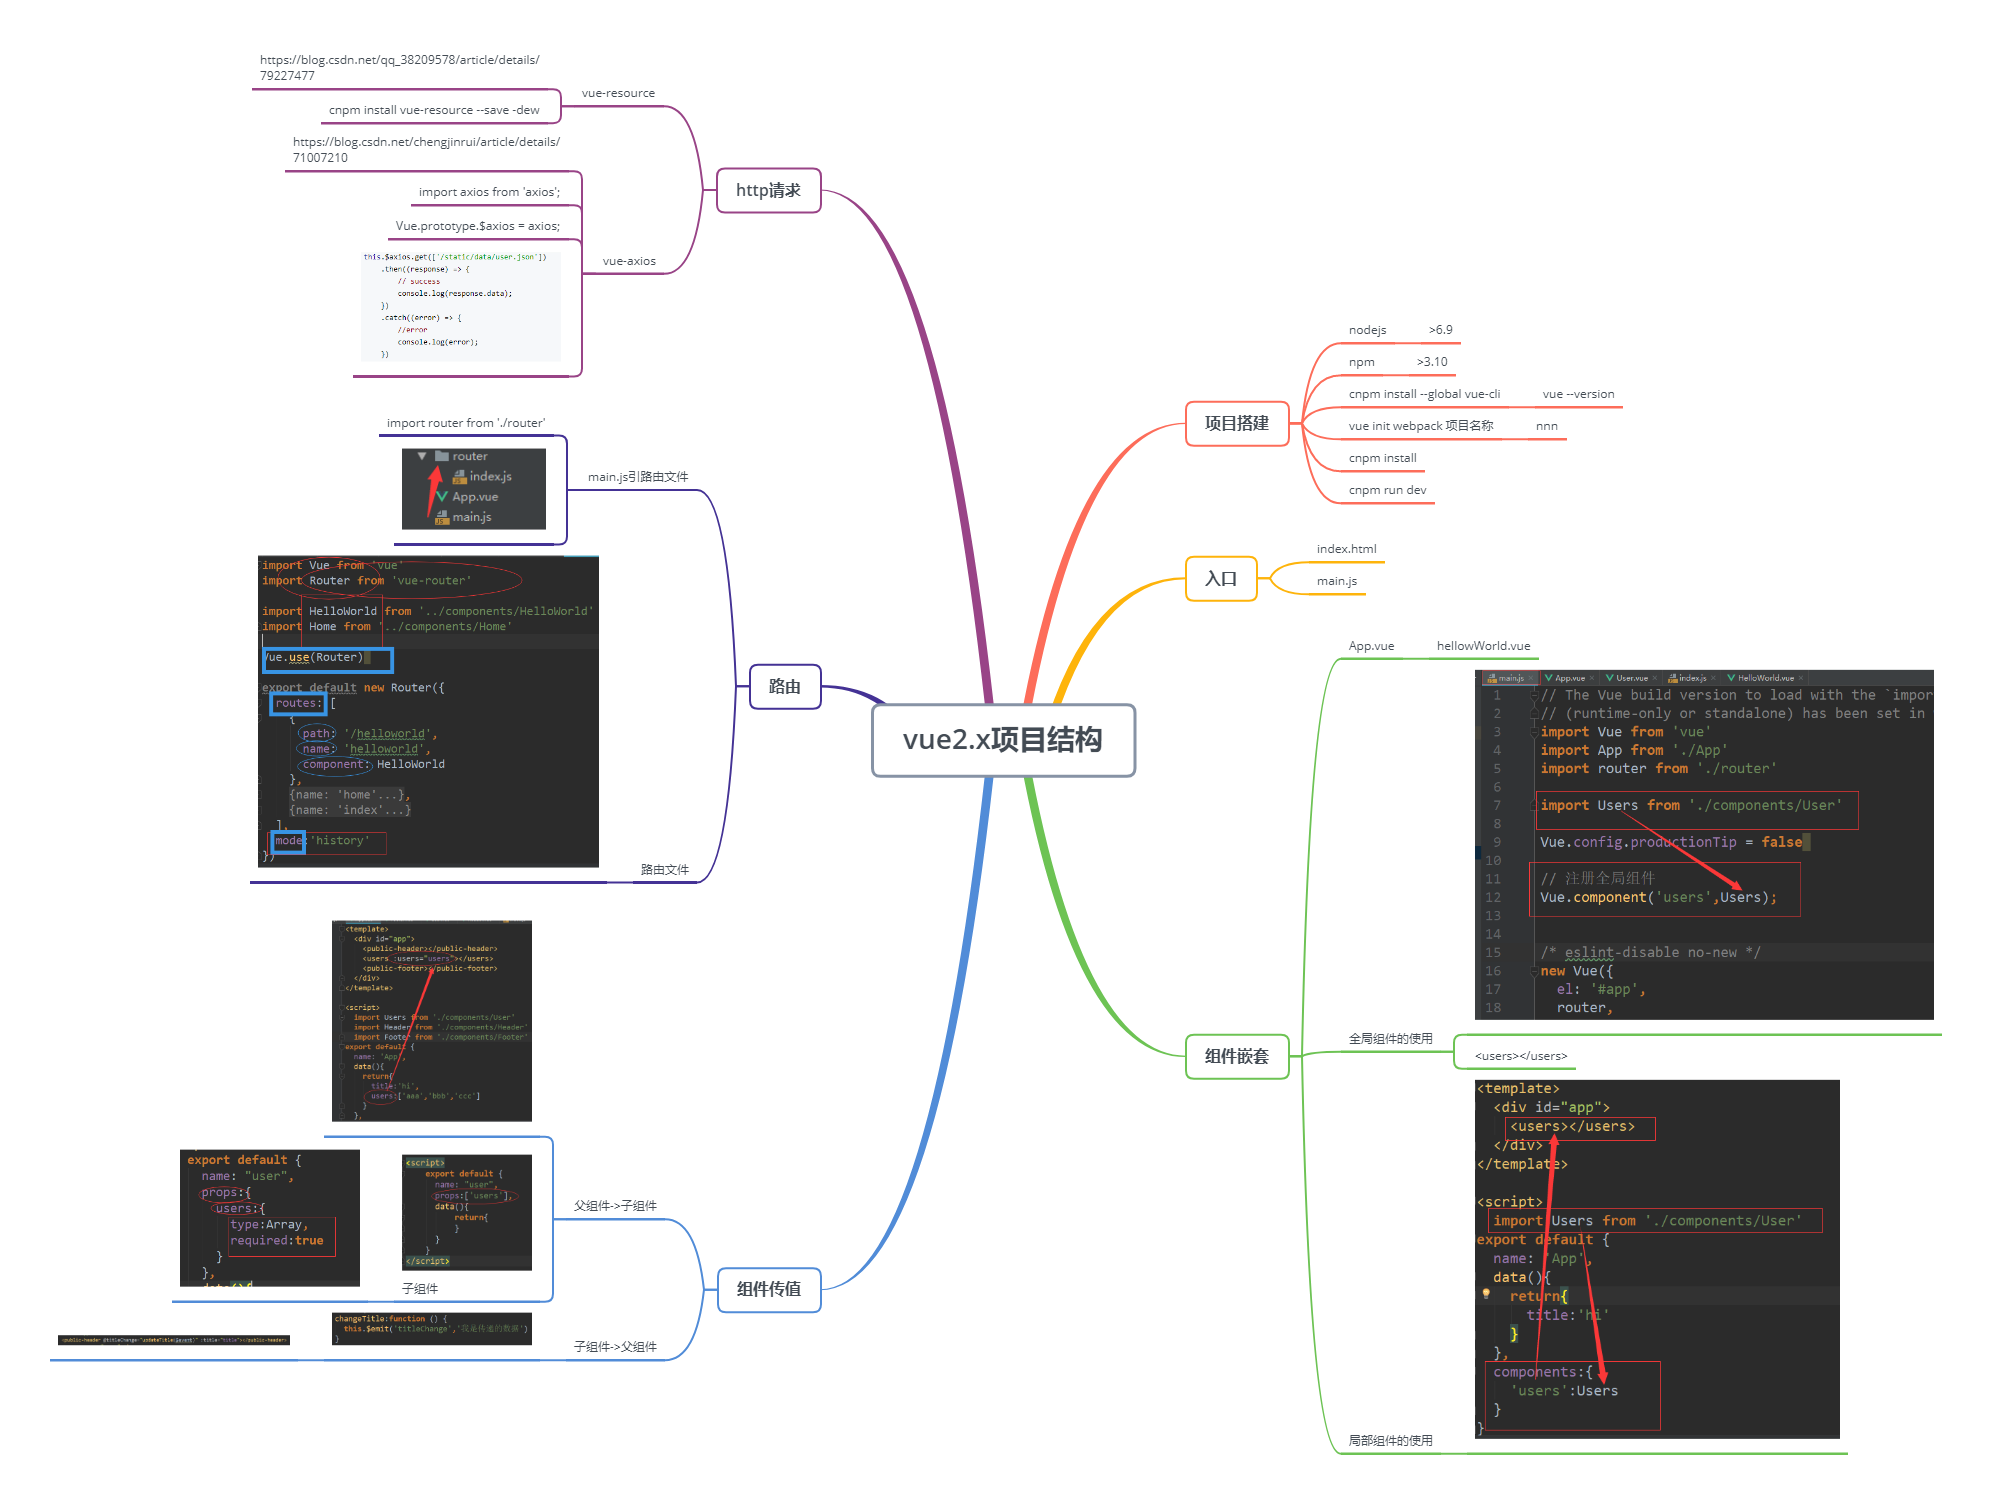 vue2.x项目结构
http请求
vue-resource
https://blog.csdn.net/qq_38209578/article/details/
79227477
cnpm install vue-resource --save -dew
vue-axios
https://blog.csdn.net/chengjinrui/article/details/
71007210
import axios from 'axios';
Vue.prototype.$axios = axios;
this.$axios.get(['/static/data/user.json'])
.then((response) => {
// success
console.log(response.data);
})
.catch((error) => {
//error
console.log(error);
})
路由
main.js引路由文件
import router from './router'
router
index.js
App.vue
main.js
路由文件
import Vue from 'vue'
import Router from 'vue-router'
import HelloWorld from '../components/HelloWorld'
import Home from '../components/Home'
Vue.use(Router)
export default new Router({
routes: [
{
path: '/helloworld',
name: 'helloworld',
component: HelloWorld
},
{name: 'home'...},
{name: 'index'...}
],
mode:'history'
})
组件传值
父组件->子组件
<template>
<div id="app">
<public-header></public-header>
<users :users="users"></users>
<public-footer></public-footer>
</div>
</template>
<script>
import Users from './components/User'
import Header from './components/Header'
import Footer from './components/Footer'
export default {
name: 'App',
data(){
return{
title:'hi',
users:['aaa','bbb','ccc']
}
},
子组件
<script>
export default {
name: "user",
props:['users'],
data(){
return{
}
}
}
</script>
export default {
name: "user",
props:{
users:{
type:Array,
required:true
}
},
data(){
子组件->父组件
changeTitle:function () {
this.$emit('titleChange','我是传递的数据')
}
<public-header @titleChange="updateTitle($event)" :title="title"></public-header>
项目搭建
nodejs >6.9
npm >3.10
cnpm install --global vue-cli vue --version
vue init webpack 项目名称 nnn
cnpm install
cnpm run dev
入口
index.html
main.js
组件嵌套
App.vue hellowWorld.vue
全局组件的使用
main.js App.vue User.vue index.js HelloWorld.vue
1 // The Vue build version to load with the `impor
2 // (runtime-only or standalone) has been set in
3 import Vue from 'vue'
4 import App from './App'
5 import router from './router'
6
7 import Users from './components/User'
8
9 Vue.config.productionTip = false
10
11 // 注册全局组件
12 Vue.component('users',Users);
13
14
15 /* eslint-disable no-new */
16 new Vue({
17 el: '#app',
18 router,
<users></users>
局部组件的使用
<template>
<div id="app">
<users></users>
</div>
</template>
<script>
import Users from './components/User'
export default {
name: 'App',
data(){
return{
title:'hi'
}
},
components:{
'users':Users
}
}